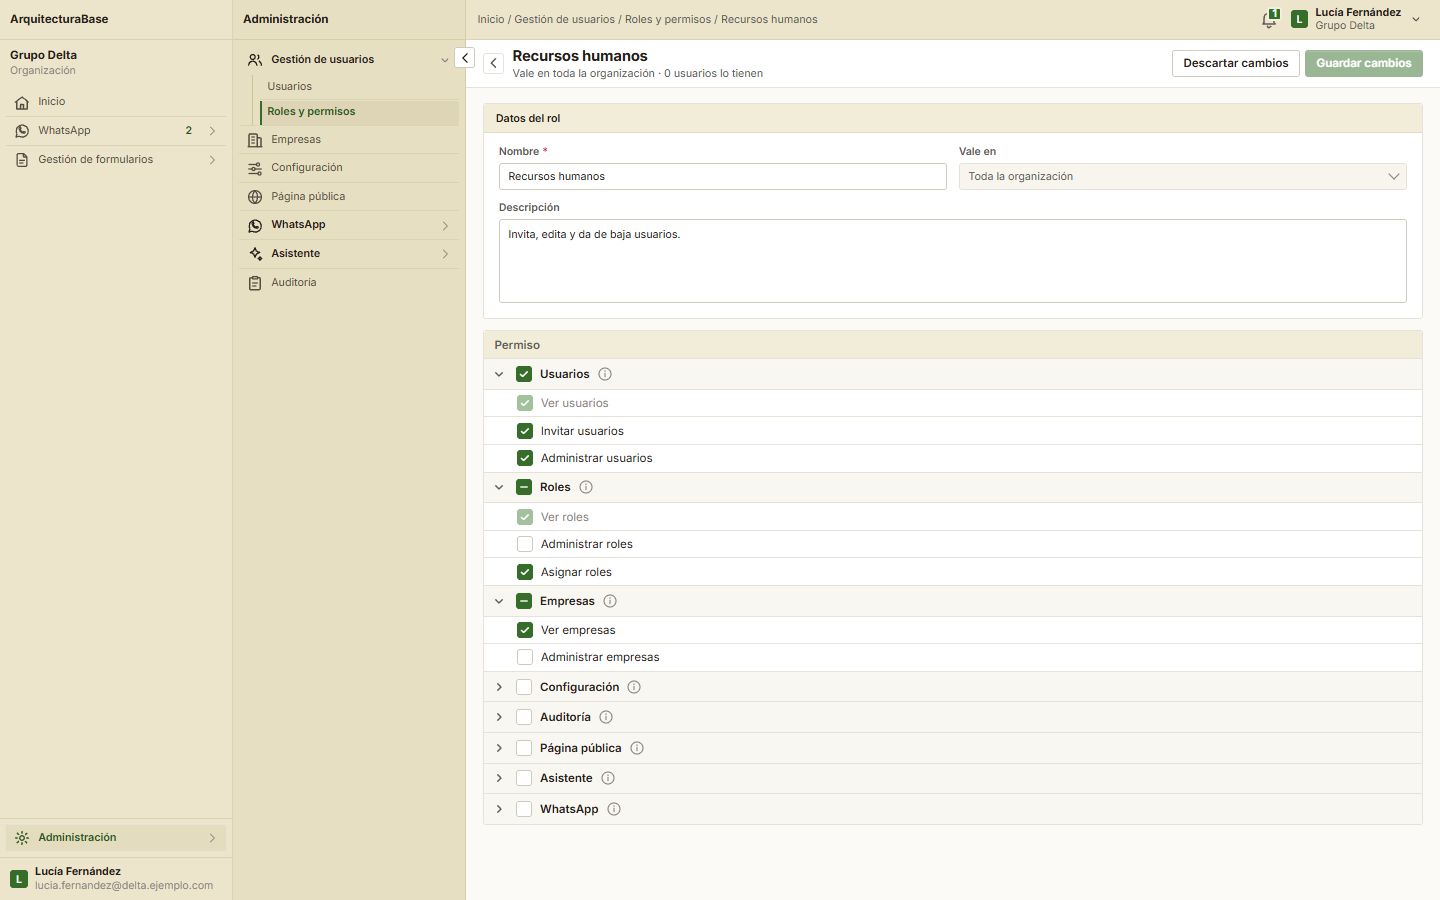 ArquitecturaBase
Grupo Delta
Organización
Inicio
WhatsApp 2
Gestión de formularios
Administración
Lucía Fernández
lucia.fernandez@delta.ejemplo.com
L
Administración
Gestión de usuarios
Usuarios
Roles y permisos
Empresas
Configuración
Página pública
WhatsApp
Asistente
Auditoría
Inicio / Gestión de usuarios / Roles y permisos / Recursos humanos
1
L
Lucía Fernández
Grupo Delta
Recursos humanos
Vale en toda la organización · 0 usuarios lo tienen
Descartar cambios
Guardar cambios
Datos del rol
Nombre *
Vale en
Recursos humanos
Toda la organización
Descripción
Invita, edita y da de baja usuarios.
Permiso
Usuarios
Ver usuarios
Invitar usuarios
Administrar usuarios
Roles
Ver roles
Administrar roles
Asignar roles
Empresas
Ver empresas
Administrar empresas
Configuración
Auditoría
Página pública
Asistente
WhatsApp